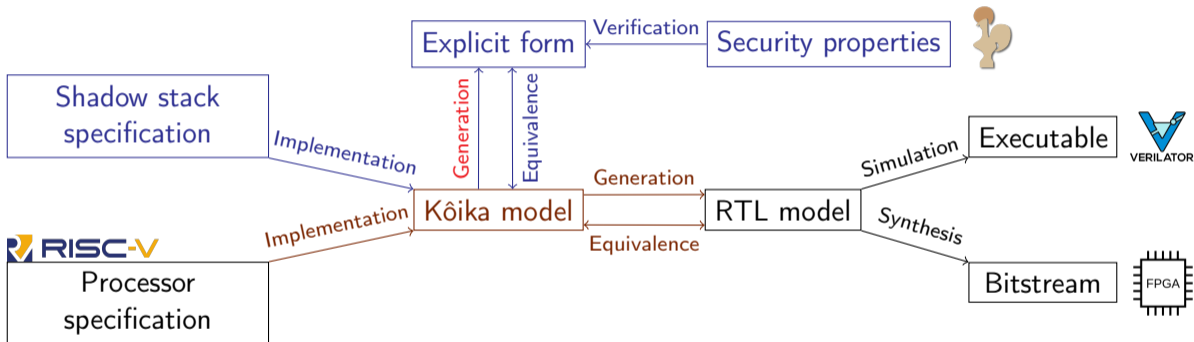 Explicit form
Verification
Security properties
Shadow stack
specification
Implementation
Generation
Equivalence
Executable
VERILATOR
Simulation
Generation
Kôika model
RTL model
Equivalence
Implementation
Synthesis
RISC-V
Processor
specification
Bitstream
FPGA